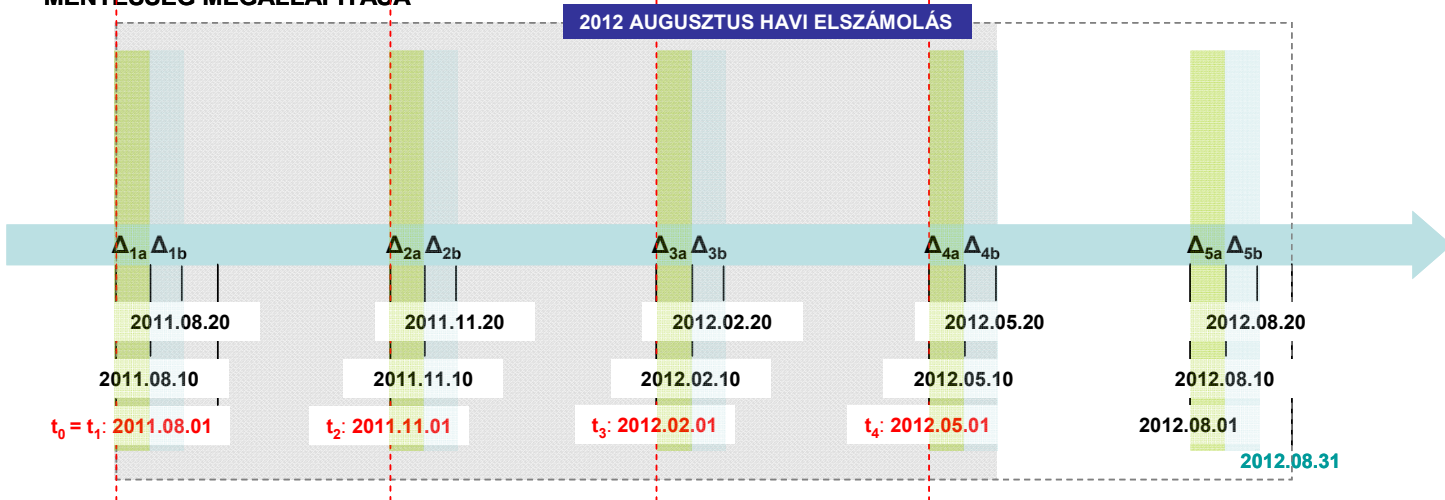 MENTESSÉG MEGÁLLAPÍTÁSA
2012 AUGUSZTUS HAVI ELSZÁMOLÁS
Δ1a Δ1b Δ2a Δ2b Δ3a Δ3b Δ4a Δ4b Δ5a Δ5b
2011.08.20 2011.11.20 2012.02.20 2012.05.20 2012.08.20
2011.08.10 2011.11.10 2012.02.10 2012.05.10 2012.08.10
t0 = t1: 2011.08.01 t2: 2011.11.01 t3: 2012.02.01 t4: 2012.05.01 2012.08.01
2012.08.31